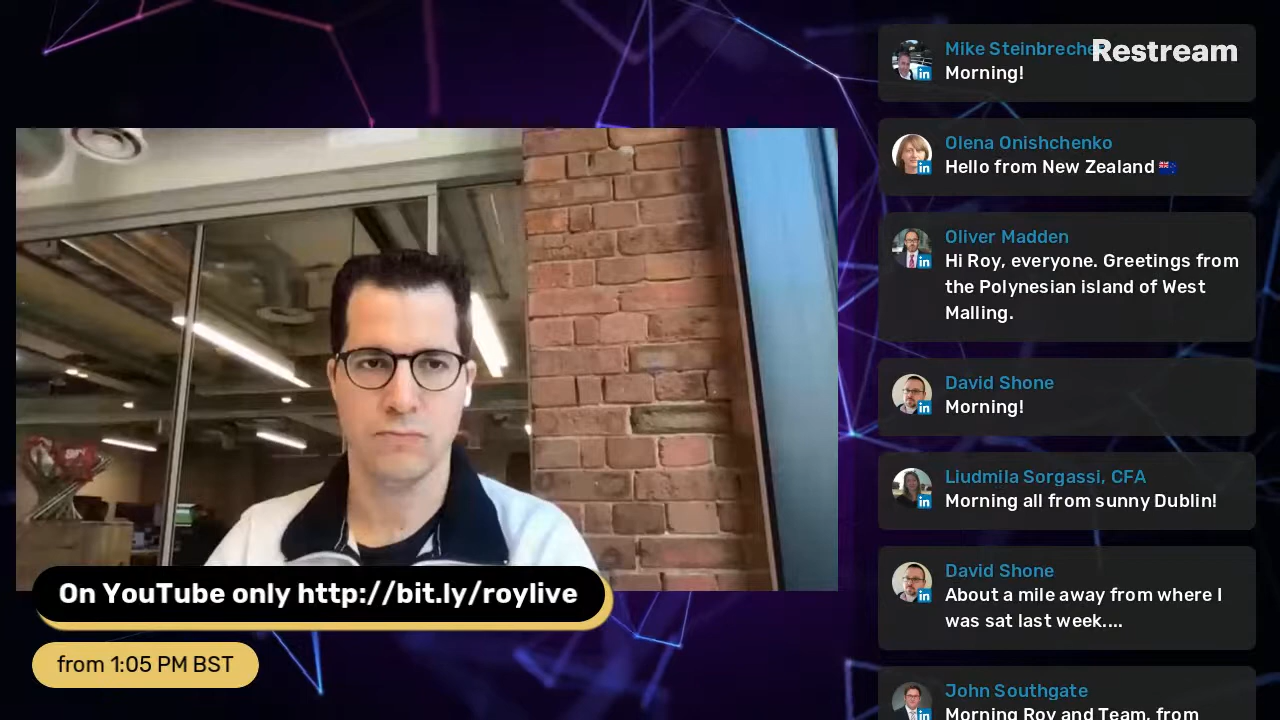 Mike Steinbreche
Restream
Morning!
Olena Onishchenko
Hello from New Zealand
Oliver Madden
Hi Roy, everyone. Greetings from
the Polynesian island of West
Malling.
David Shone
Morning!
Liudmila Sorgassi, CFA
Morning all from sunny Dublin!
David Shone
About a mile away from where I
was sat last week....
John Southgate
Morning Roy and Team, from
On YouTube only http://bit.ly/roylive
from 1:05 PM BST